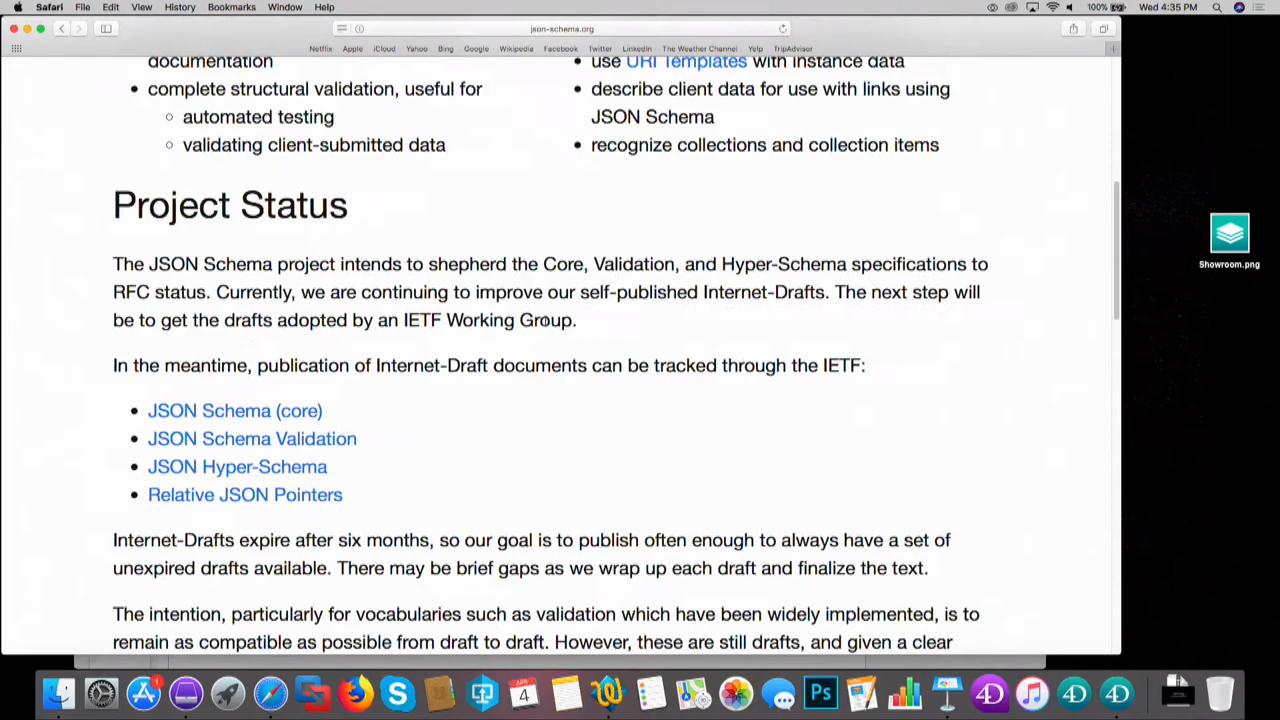 Safari File Edit View History Bookmarks Window Help
100% Wed 4:35 PM
json-schema.org
Netflix Apple iCloud Yahoo Bing Google Wikipedia Facebook Twitter LinkedIn The Weather Channel Yelp TripAdvisor
documentation
• complete structural validation, useful for
automated testing
validating client-submitted data
• use URI Templates with instance data
• describe client data for use with links using
JSON Schema
• recognize collections and collection items
Showroom.png
Project Status
The JSON Schema project intends to shepherd the Core, Validation, and Hyper-Schema specifications to
RFC status. Currently, we are continuing to improve our self-published Internet-Drafts. The next step will
be to get the drafts adopted by an IETF Working Group.
In the meantime, publication of Internet-Draft documents can be tracked through the IETF:
• JSON Schema (core)
• JSON Schema Validation
• JSON Hyper-Schema
• Relative JSON Pointers
Internet-Drafts expire after six months, so our goal is to publish often enough to always have a set of
unexpired drafts available. There may be brief gaps as we wrap up each draft and finalize the text.
The intention, particularly for vocabularies such as validation which have been widely implemented, is to
remain as compatible as possible from draft to draft. However, these are still drafts, and given a clear
1
S
APR
4
Ps
4D
4D
4D